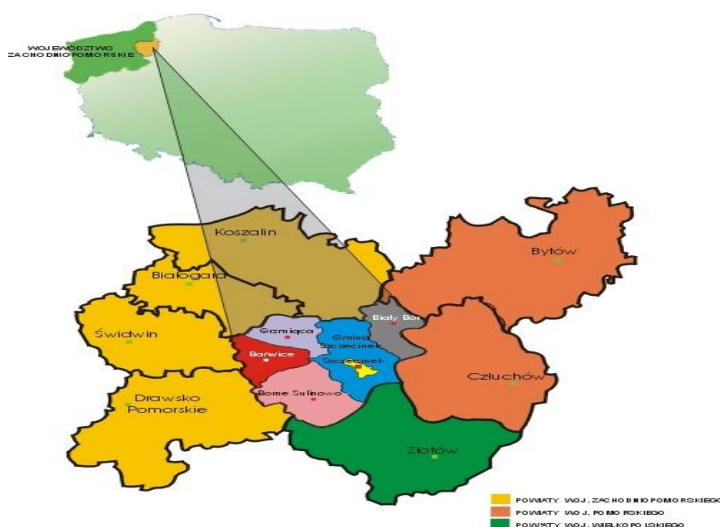 WOJEWÓDZTWO
ZACHODNIOPOMORSKIE
Koszalin
Bytów
Białogard
Grzmiąca
Gmina
Szczecinek
Biały Bór
Świdwin
Barwice
Szczecinek
Człuchów
Drawsko
Pomorskie
Borne Sulinowo
Złotów
POWIATY WOJ. ZACHODNIOPOMORSKIEGO
POWIATY WOJ. POMORSKIEGO
POWIATY WOJ. WIELKOPOLSKIEGO